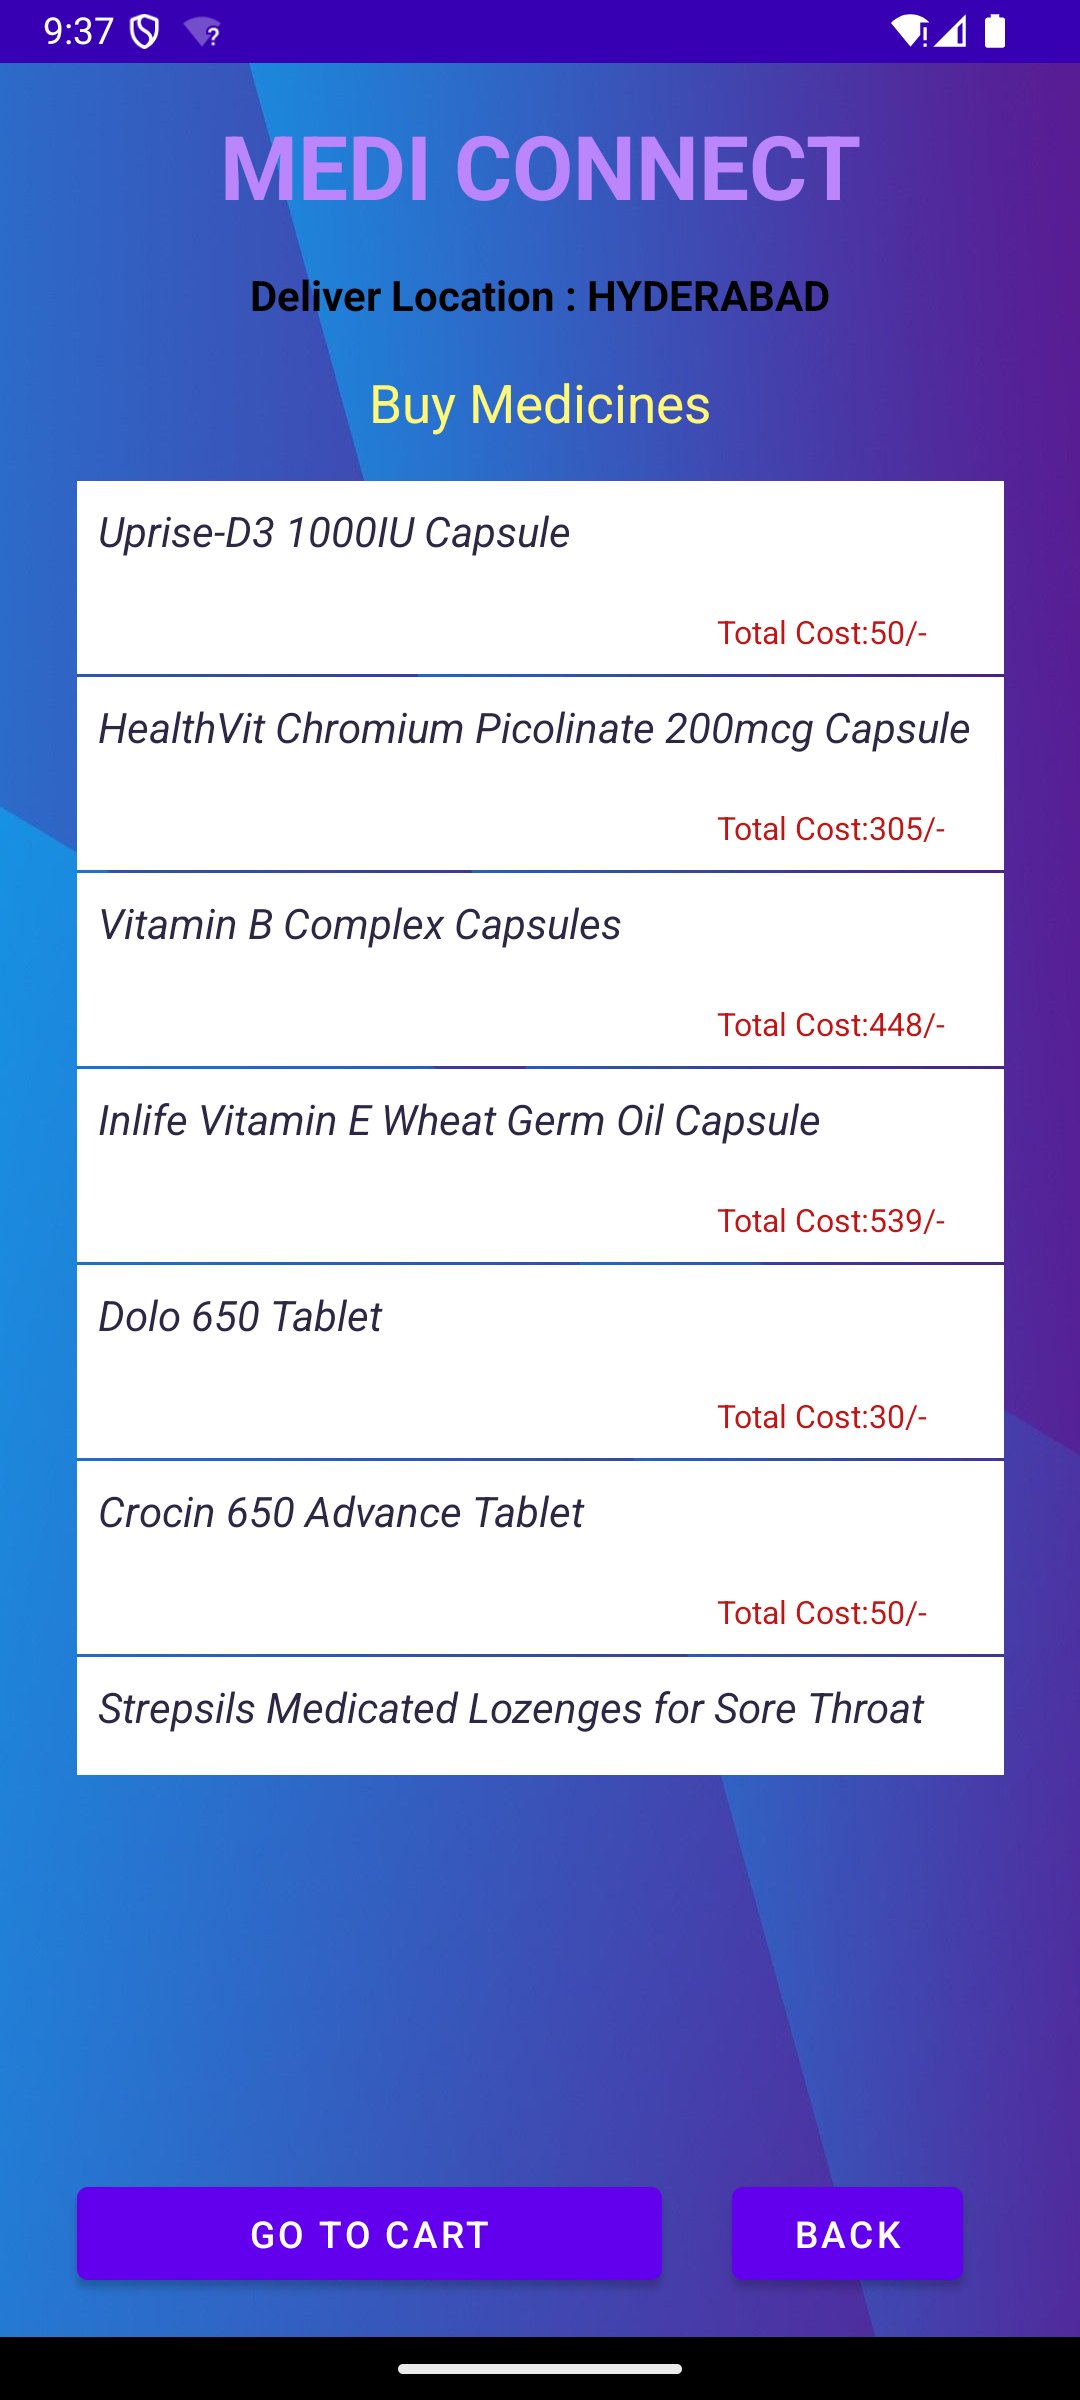 9:37
MEDI CONNECT
Deliver Location : HYDERABAD
Buy Medicines
Uprise-D3 1000IU Capsule
Total Cost:50/-
HealthVit Chromium Picolinate 200mcg Capsule
Total Cost:305/-
Vitamin B Complex Capsules
Total Cost:448/-
Inlife Vitamin E Wheat Germ Oil Capsule
Total Cost:539/-
Dolo 650 Tablet
Total Cost:30/-
Crocin 650 Advance Tablet
Total Cost:50/-
Strepsils Medicated Lozenges for Sore Throat
GO TO CART
BACK